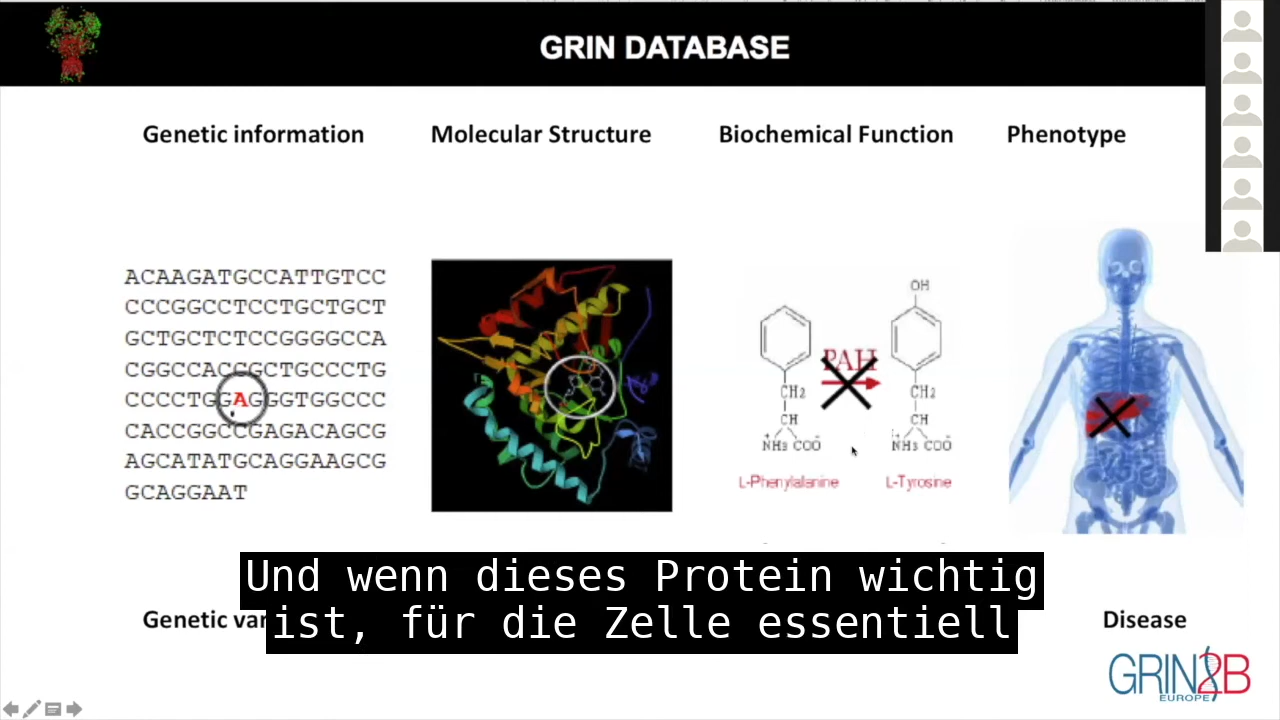 GRIN DATABASE
Genetic information
Molecular Structure
Biochemical Function
Phenotype
ACAAGATGCCATTGTCC
CCCGGCCTCCTGCTGCT
GCTGCTCTCCGGGGCCA
CGGCCACCGCTGCCCTG
CCCCTGGAGGGTGGCCC
CACCGGCCGAGACAGCG
AGCATATGCAGGAAGCG
GCAGGAAT
OH
PAH
CH2
CH2
CH
CH
NH3 COO
NH3 COO
L-Phenylalanine
L-Tyrosine
Und wenn dieses Protein wichtig
ist, für die Zelle essentiell
Genetic var
Disease
GRIN2B
EUROPE